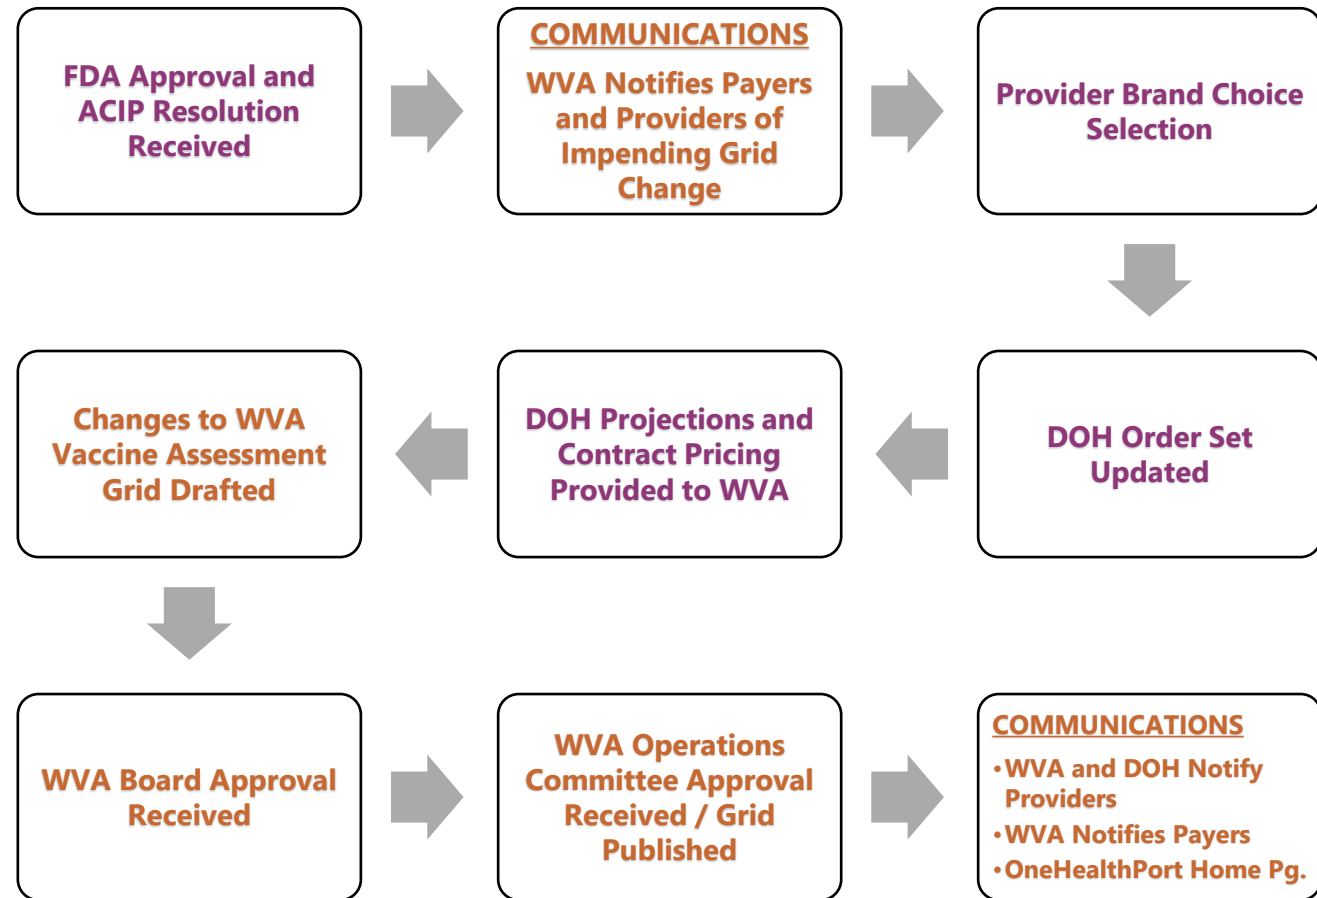 FDA Approval and
ACIP Resolution
Received
COMMUNICATIONS
WVA Notifies Payers
and Providers of
Impending Grid
Change
Provider Brand Choice
Selection
DOH Order Set
Updated
DOH Projections and
Contract Pricing
Provided to WVA
Changes to WVA
Vaccine Assessment
Grid Drafted
WVA Board Approval
Received
WVA Operations
Committee Approval
Received / Grid
Published
COMMUNICATIONS
•WVA and DOH Notify
Providers
•WVA Notifies Payers
•OneHealthPort Home Pg.